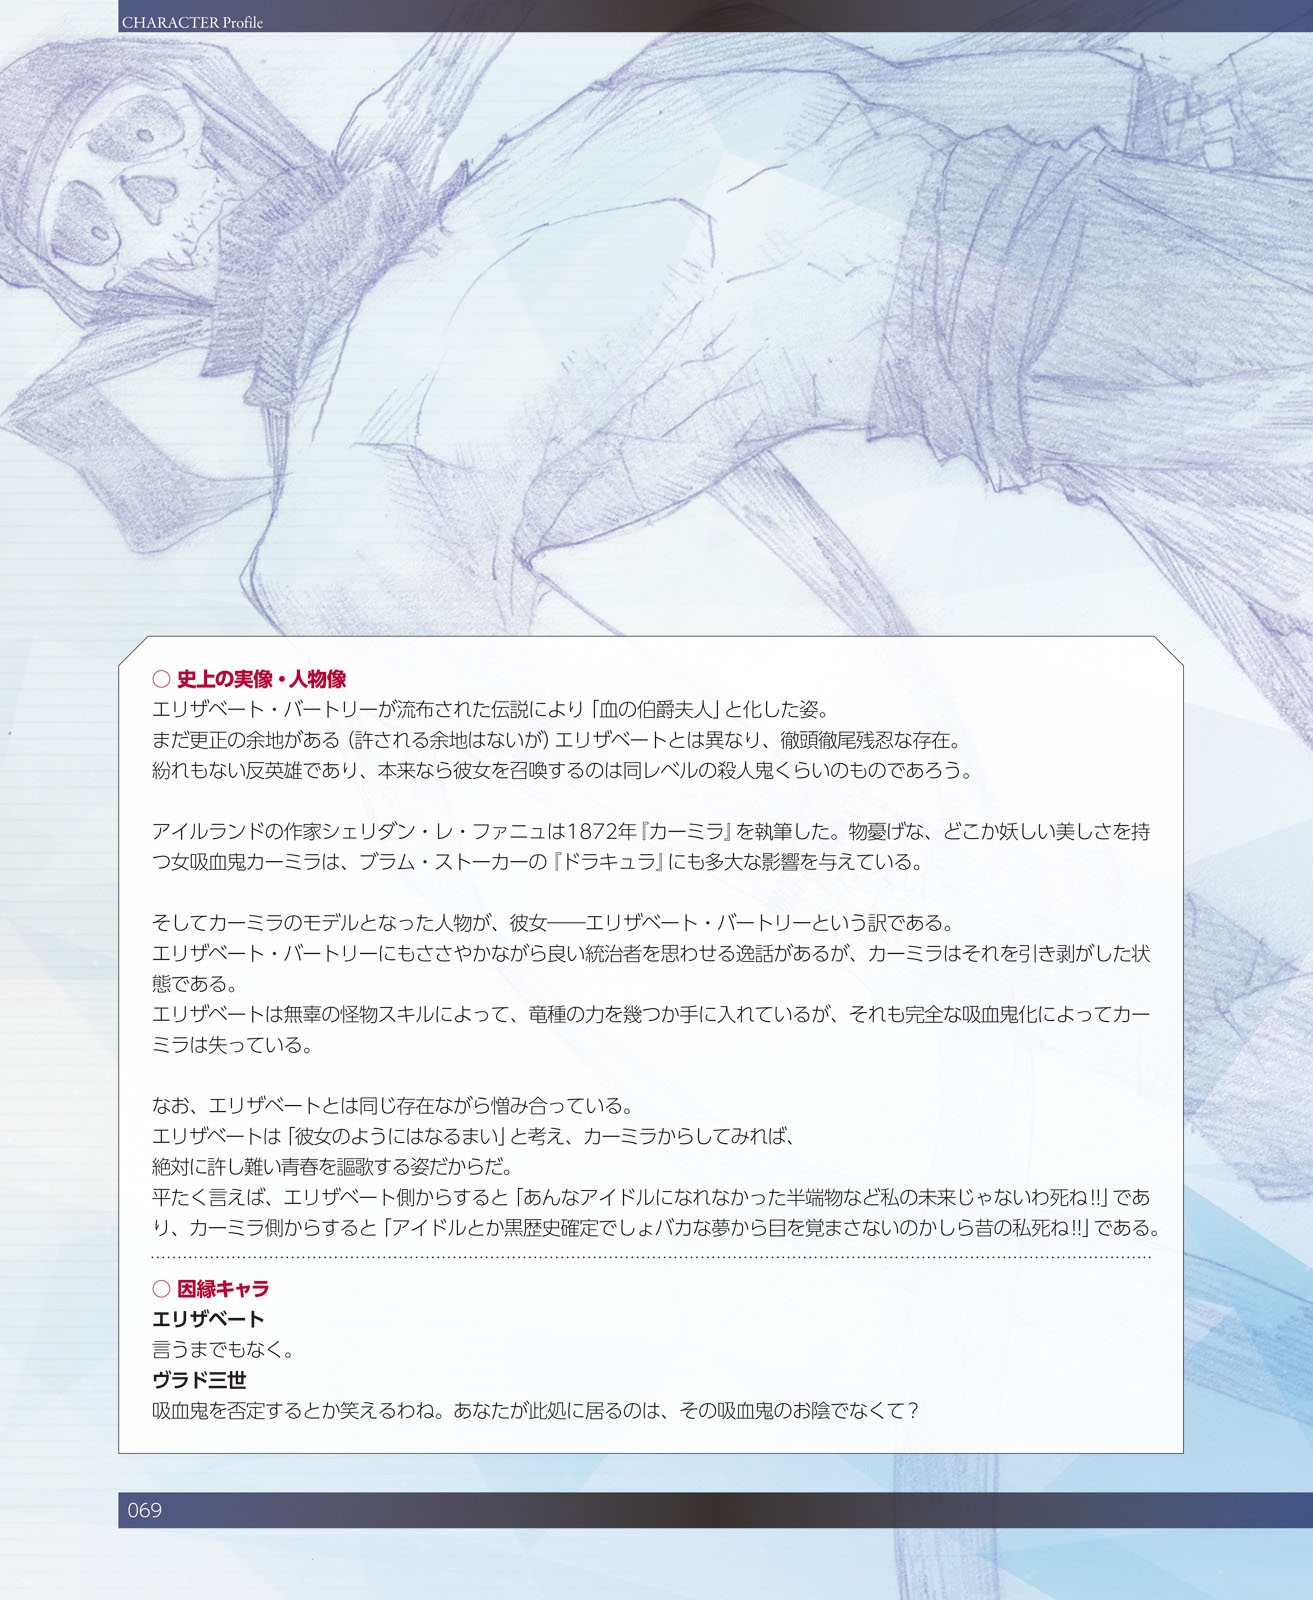 CHARACTER Profile
○ 史上の実像・人物像
エリザベート・バートリーが流布された伝説により「血の伯爵夫人」と化した姿。
まだ更正の余地がある（許される余地はないが）エリザベートとは異なり、徹頭徹尾残忍な存在。
紛れもない反英雄であり、本来なら彼女を召喚するのは同レベルの殺人鬼くらいのものであろう。
アイルランドの作家シェリダン・レ・ファニュは1872年『カーミラ』を執筆した。物憂げな、どこか妖しい美しさを持
つ女吸血鬼カーミラは、ブラム・ストーカーの『ドラキュラ』にも多大な影響を与えている。
そしてカーミラのモデルとなった人物が、彼女――エリザベート・バートリーという訳である。
エリザベート・バートリーにもささやかながら良い統治者を思わせる逸話があるが、カーミラはそれを引き剥がした状
態である。
エリザベートは無辜の怪物スキルによって、竜種の力を幾つか手に入れているが、それも完全な吸血鬼化によってカー
ミラは失っている。
なお、エリザベートとは同じ存在ながら憎み合っている。
エリザベートは「彼女のようにはなるまい」と考え、カーミラからしてみれば、
絶対に許し難い青春を謳歌する姿だからだ。
平たく言えば、エリザベート側からすると「あんなアイドルになれなかった半端物など私の未来じゃないわ死ね!!」であ
り、カーミラ側からすると「アイドルとか黒歴史確定でしょバカな夢から目を覚まさないのかしら昔の私死ね!!」である。
○ 因縁キャラ
エリザベート
言うまでもなく。
ヴラド三世
吸血鬼を否定するとか笑えるわね。あなたが此処に居るのは、その吸血鬼のお陰でなくて？
069